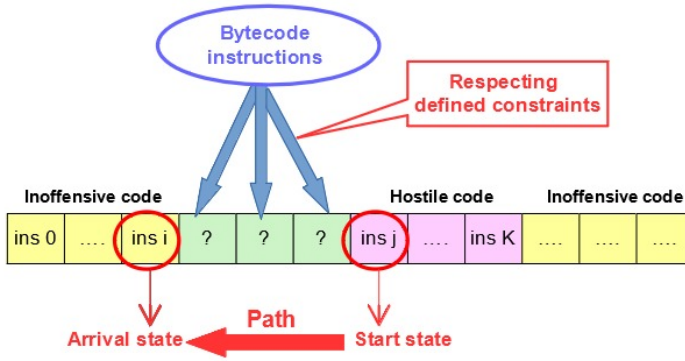 Bytecode
instructions
Respecting
defined constraints
Inoffensive code
Hostile code
Inoffensive code
ins 0 .... ins i ? ? ? ins j .... ins K .... .... ....
Path
Arrival state
Start state